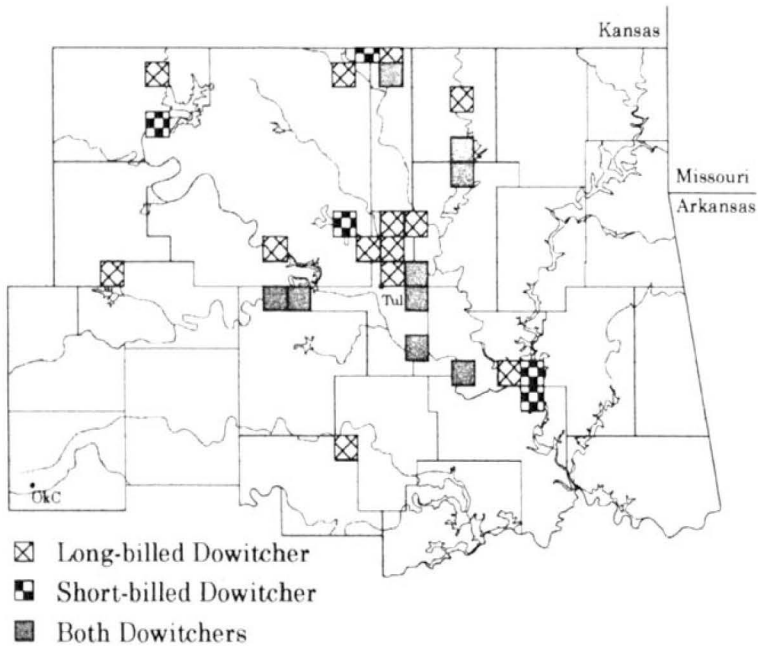 Kansas
Missouri
Arkansas
Tul
OkC
Long-billed Dowitcher
Short-billed Dowitcher
Both Dowitchers